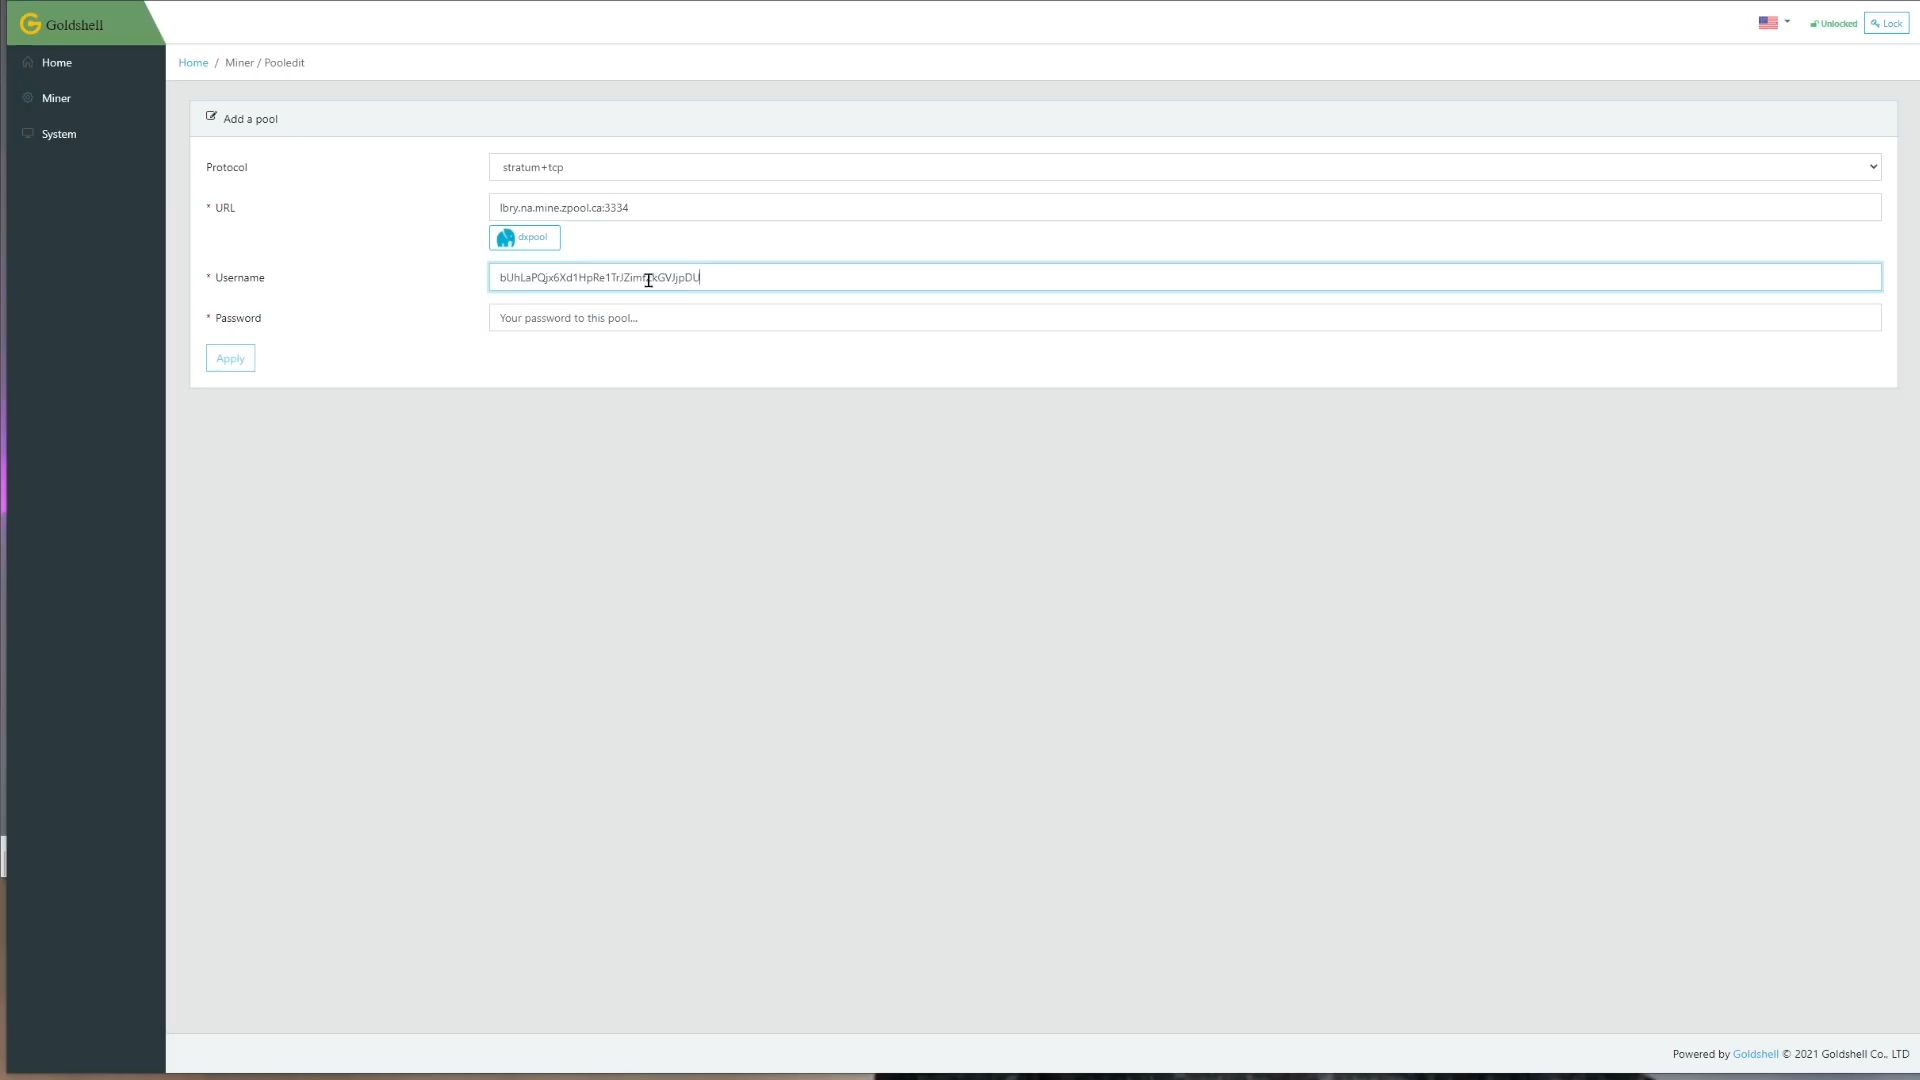 Goldshell
Unlocked
Lock
Home
Miner
System
Home / Miner / Pooledit
Add a pool
Protocol
stratum+tcp
* URL
lbry.na.mine.zpool.ca:3334
dxpool
* Username
* Password
Your password to this pool...
Apply
Powered by Goldshell © 2021 Goldshell Co., LTD